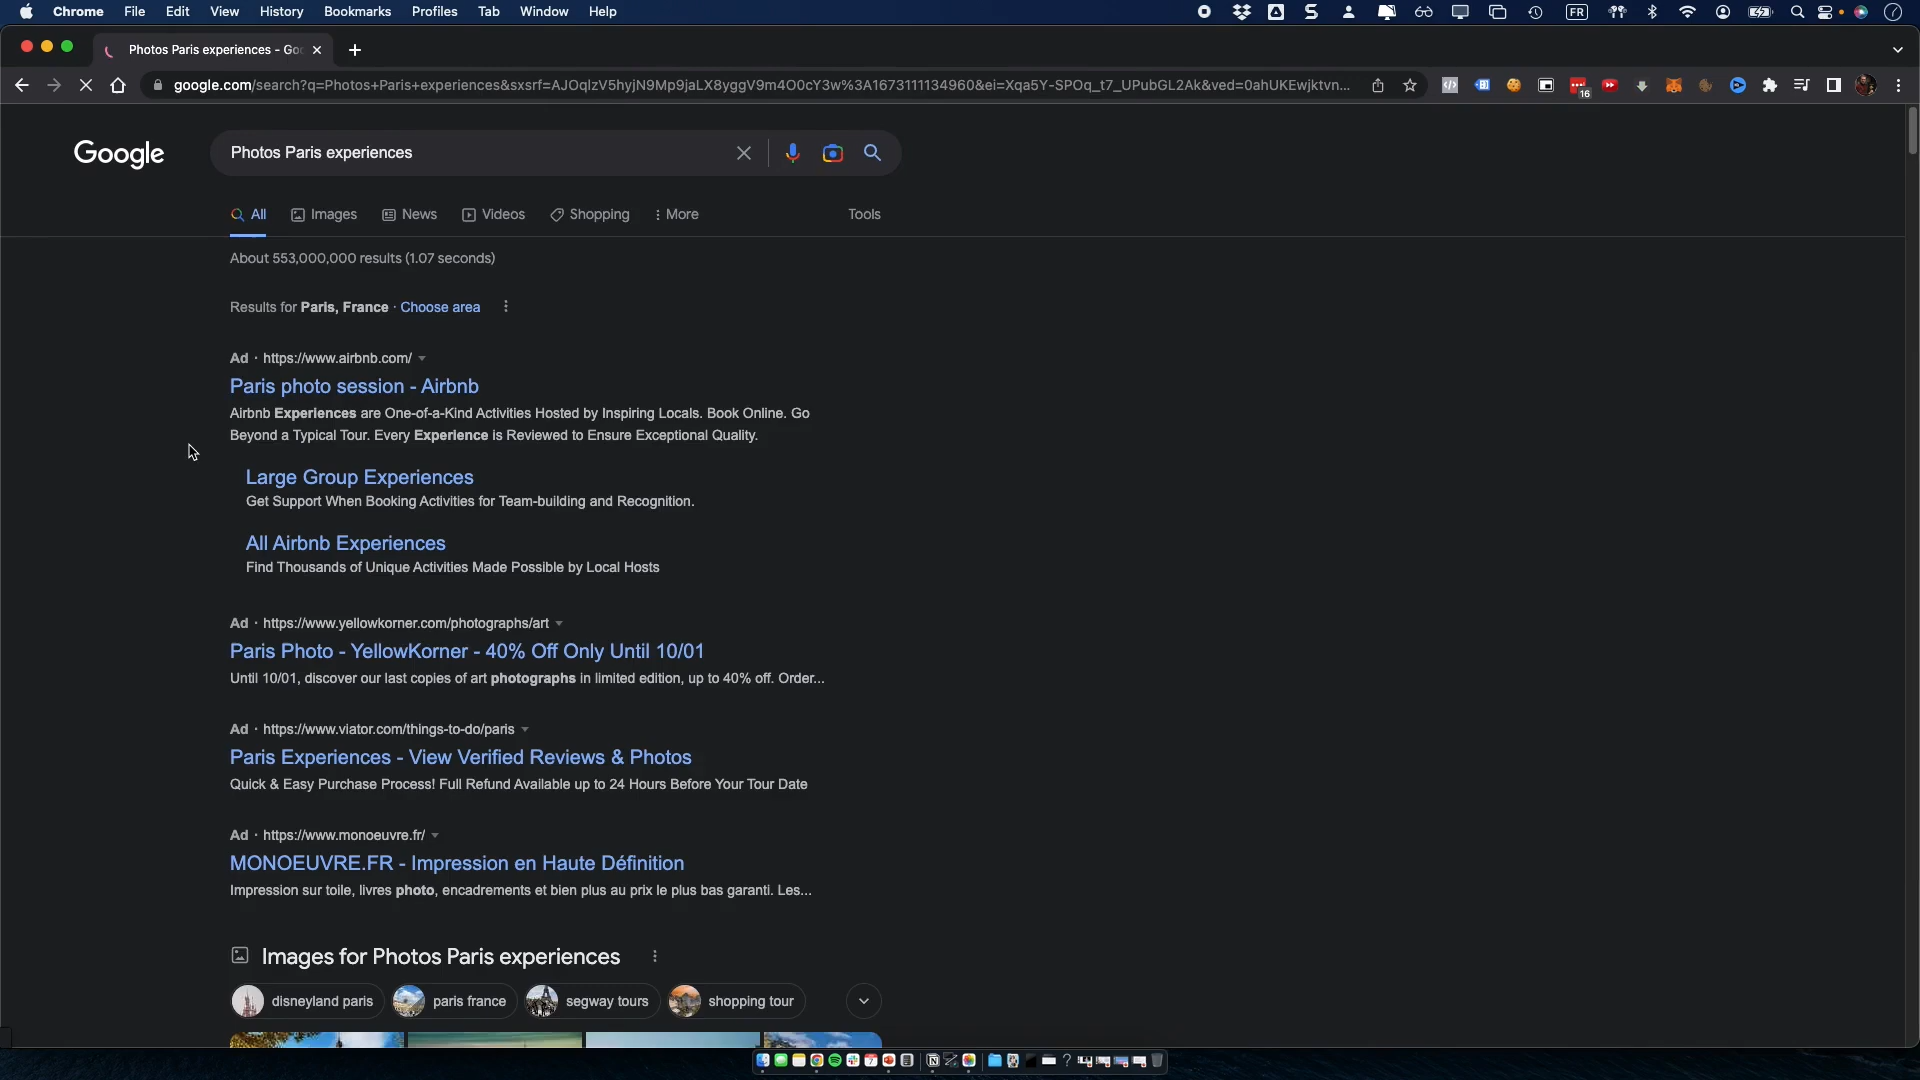 Chrome File Edit View History Bookmarks Profiles Tab Window Help
FR
Photos Paris experiences - Goo
google.com/search?q=Photos+Paris+experiences&sxsrf=AJOqlzV5hyjN9Mp9jaLX8yggV9m4O0cY3w%3A1673111134960&ei=Xqa5Y-SPOq_t7_UPubGL2Ak&ved=0ahUKEwjktvn...
16
Google
Photos Paris experiences
All Images News Videos Shopping More Tools
About 553,000,000 results (1.07 seconds)
Results for Paris, France · Choose area
Ad · https://www.airbnb.com/
Paris photo session - Airbnb
Airbnb Experiences are One-of-a-Kind Activities Hosted by Inspiring Locals. Book Online. Go
Beyond a Typical Tour. Every Experience is Reviewed to Ensure Exceptional Quality.
Large Group Experiences
Get Support When Booking Activities for Team-building and Recognition.
All Airbnb Experiences
Find Thousands of Unique Activities Made Possible by Local Hosts
Ad · https://www.yellowkorner.com/photographs/art
Paris Photo - YellowKorner - 40% Off Only Until 10/01
Until 10/01, discover our last copies of art photographs in limited edition, up to 40% off. Order...
Ad · https://www.viator.com/things-to-do/paris
Paris Experiences - View Verified Reviews & Photos
Quick & Easy Purchase Process! Full Refund Available up to 24 Hours Before Your Tour Date
Ad · https://www.monoeuvre.fr/
MONOEUVRE.FR - Impression en Haute Définition
Impression sur toile, livres photo, encadrements et bien plus au prix le plus bas garanti. Les...
Images for Photos Paris experiences
disneyland paris paris france segway tours shopping tour